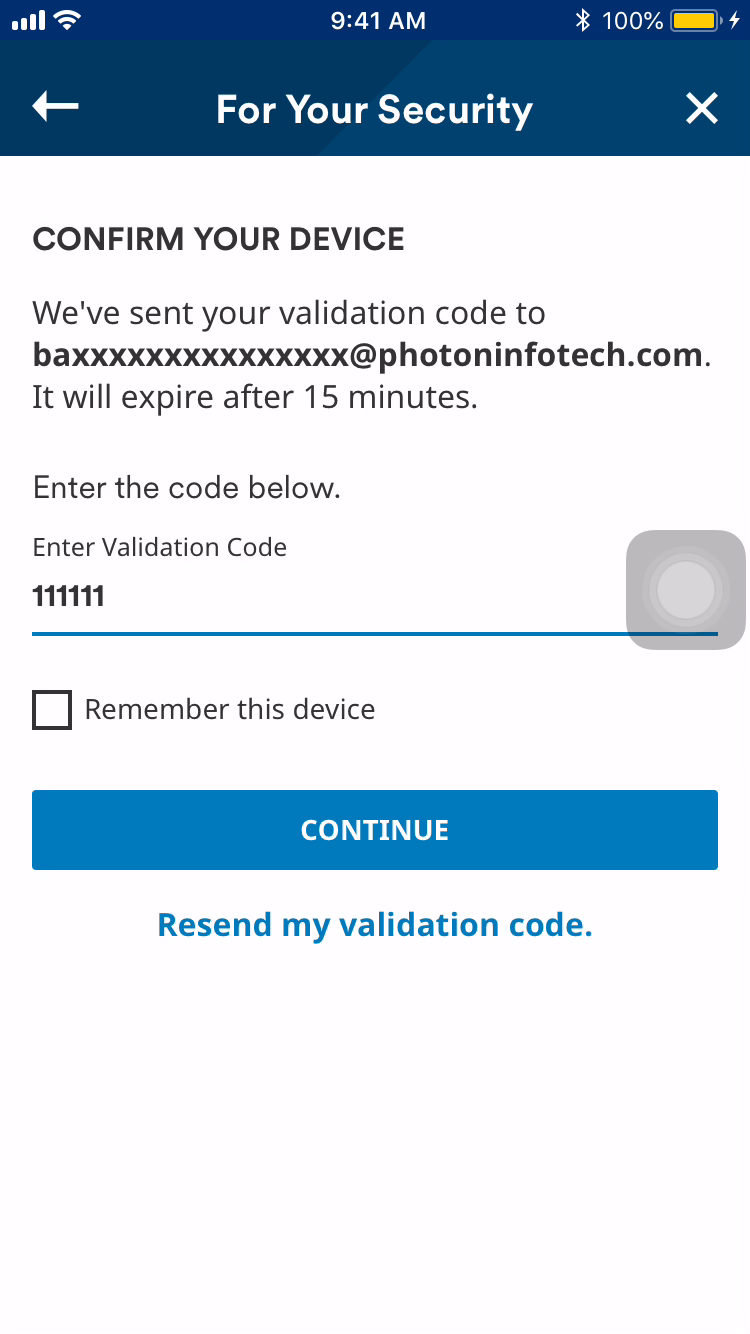 9:41 AM 100%
For Your Security
CONFIRM YOUR DEVICE
We've sent your validation code to
baxxxxxxxxxxxxxxx@photoninfotech.com.
It will expire after 15 minutes.
Enter the code below.
Enter Validation Code
111111
Remember this device
CONTINUE
Resend my validation code.